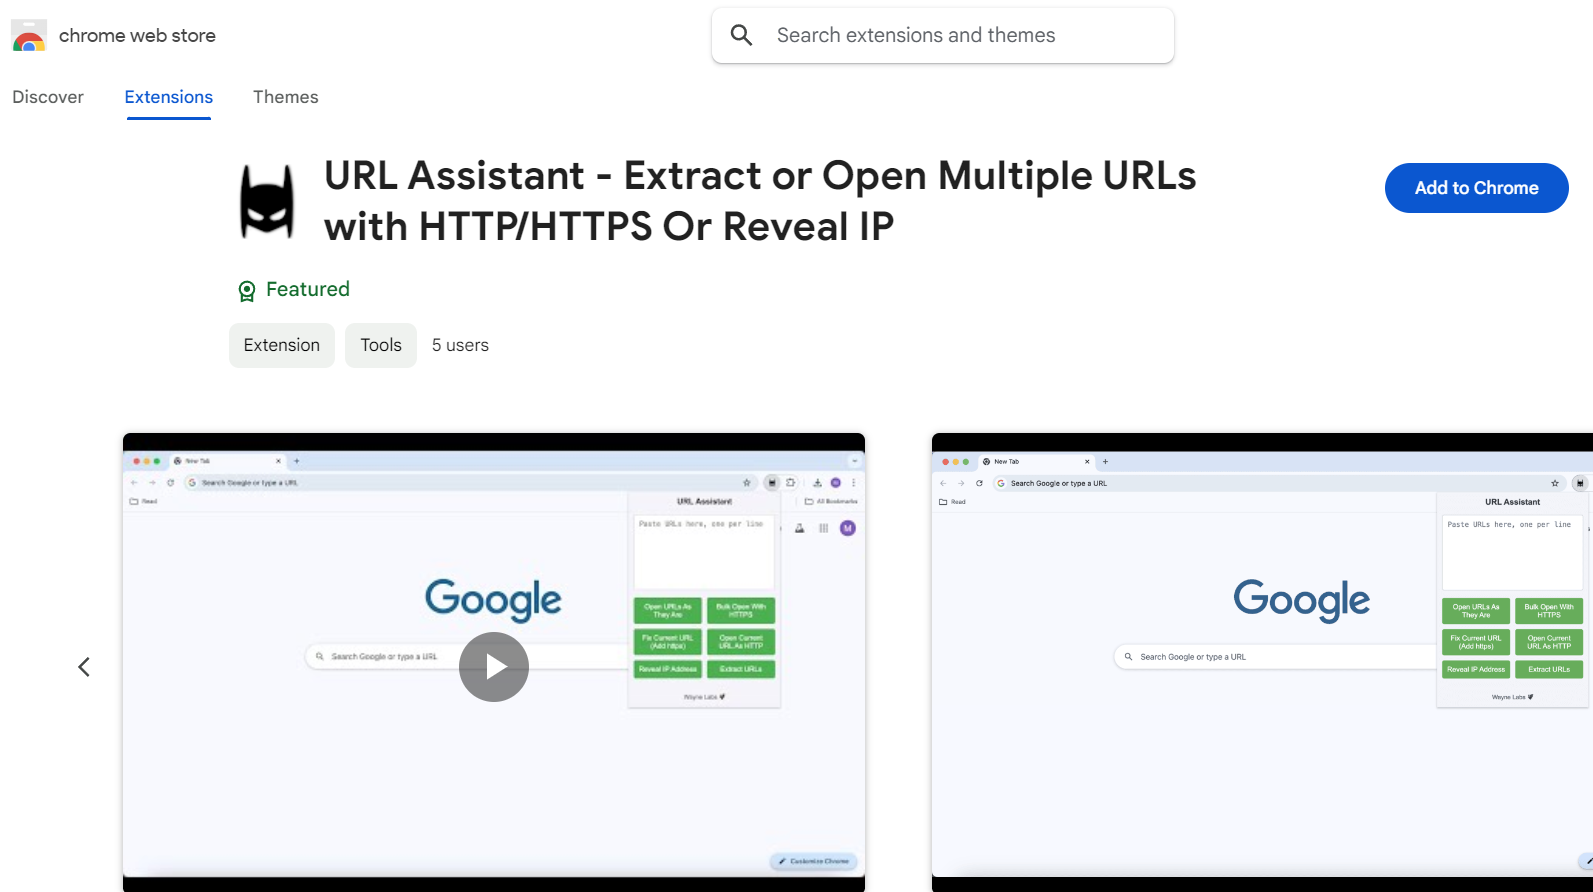 chrome web store
Search extensions and themes
Discover
Extensions
Themes
URL Assistant - Extract or Open Multiple URLs
with HTTP/HTTPS Or Reveal IP
Add to Chrome
Featured
Extension
Tools
5 users
New Tab
Search Google or type a URL
Read
All Bookmarks
URL Assistant
Paste URLs here, one per line
M
Google
Search Google or type a URL
Open URLs As
They Are
Bulk Open With
HTTPS
Fix Current URL
(Add https)
Open Current
URL As HTTP
Reveal IP Address
Extract URLs
Wayne Labs
Customize Chrome
New Tab
Search Google or type a URL
Read
URL Assistant
Paste URLs here, one per line
Google
Search Google or type a URL
Open URLs As
They Are
Bulk Open With
HTTPS
Fix Current URL
(Add https)
Open Current
URL As HTTP
Reveal IP Address
Extract URLs
Wayne Labs